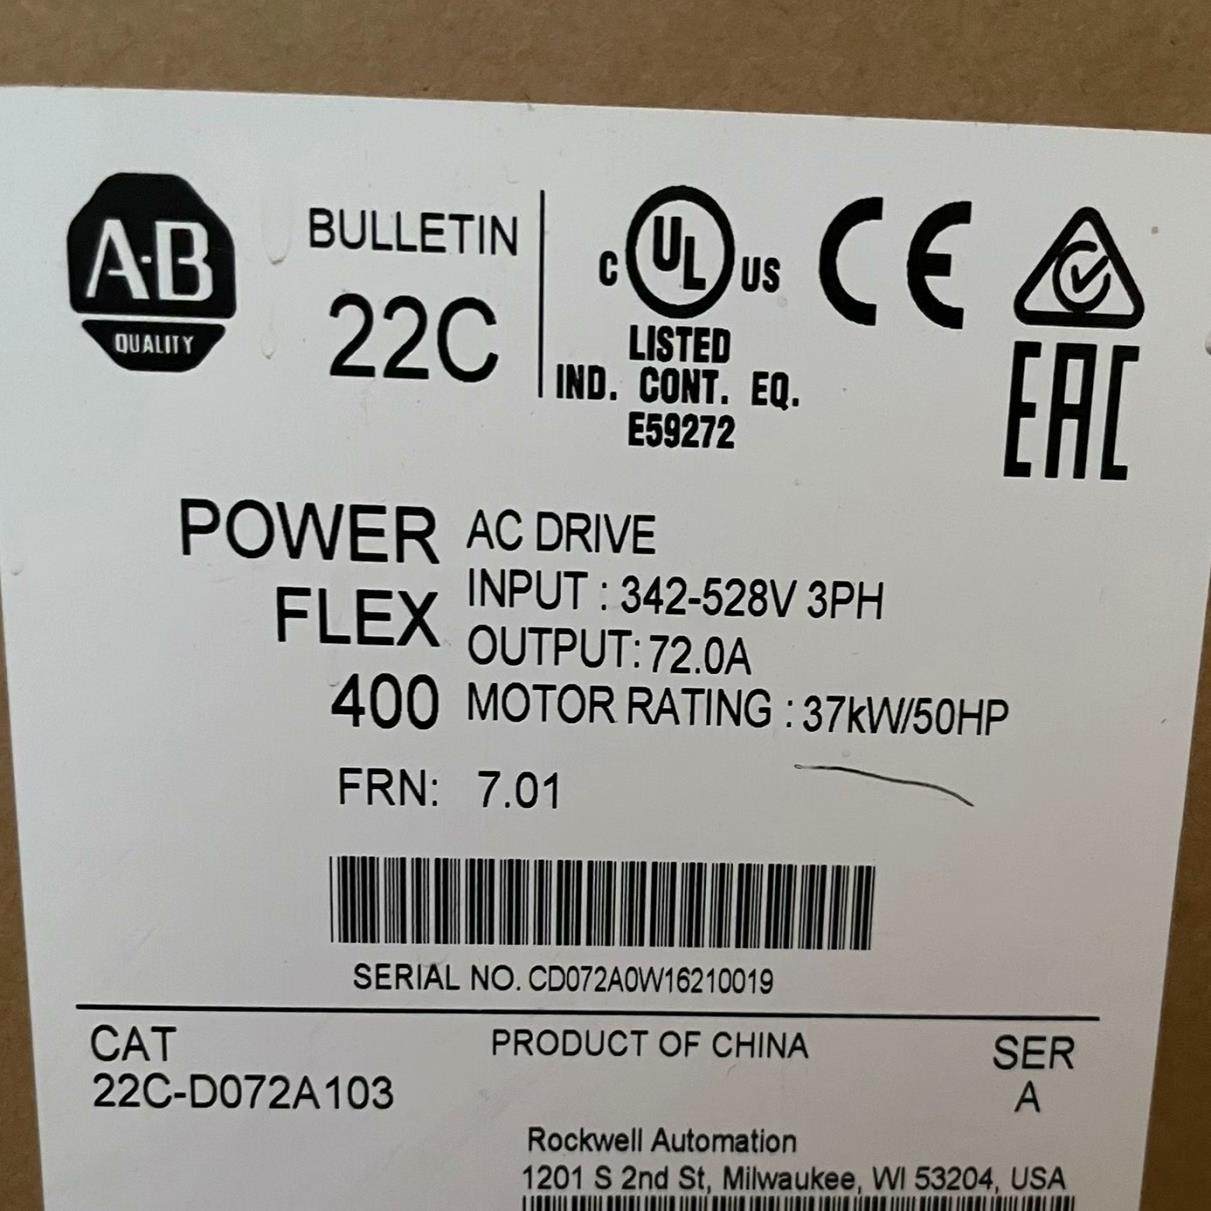 A-B
QUALITY
BULLETIN
22C
C UL US
LISTED
IND. CONT. EQ.
E59272
CE
EAC
POWER
FLEX
400
AC DRIVE
INPUT : 342-528V 3PH
OUTPUT: 72.0A
MOTOR RATING : 37kW/50HP
FRN: 7.01
SERIAL NO. CD072A0W16210019
CAT
22C-D072A103
PRODUCT OF CHINA
SER
A
Rockwell Automation
1201 S 2nd St, Milwaukee, WI 53204, USA